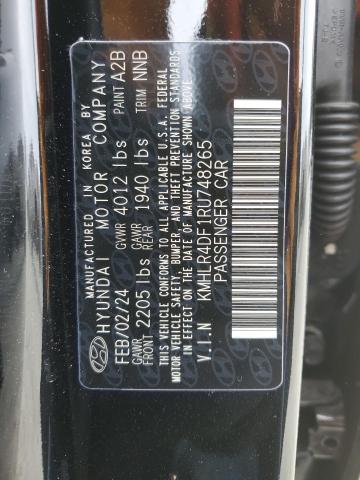 MANUFACTURED IN KOREA BY
HYUNDAI MOTOR COMPANY
FEB/02/24 GVWR 4012 lbs PAINT A2B
GAWR FRONT 2205 lbs GAWR REAR 1940 lbs TRIM NNB
THIS VEHICLE CONFORMS TO ALL APPLICABLE U.S.A. FEDERAL
MOTOR VEHICLE SAFETY, BUMPER, AND THEFT PREVENTION STANDARDS
IN EFFECT ON THE DATE OF MANUFACTURE SHOWN ABOVE.
V.I.N KMHLR4DF1RU748265
PASSENGER CAR